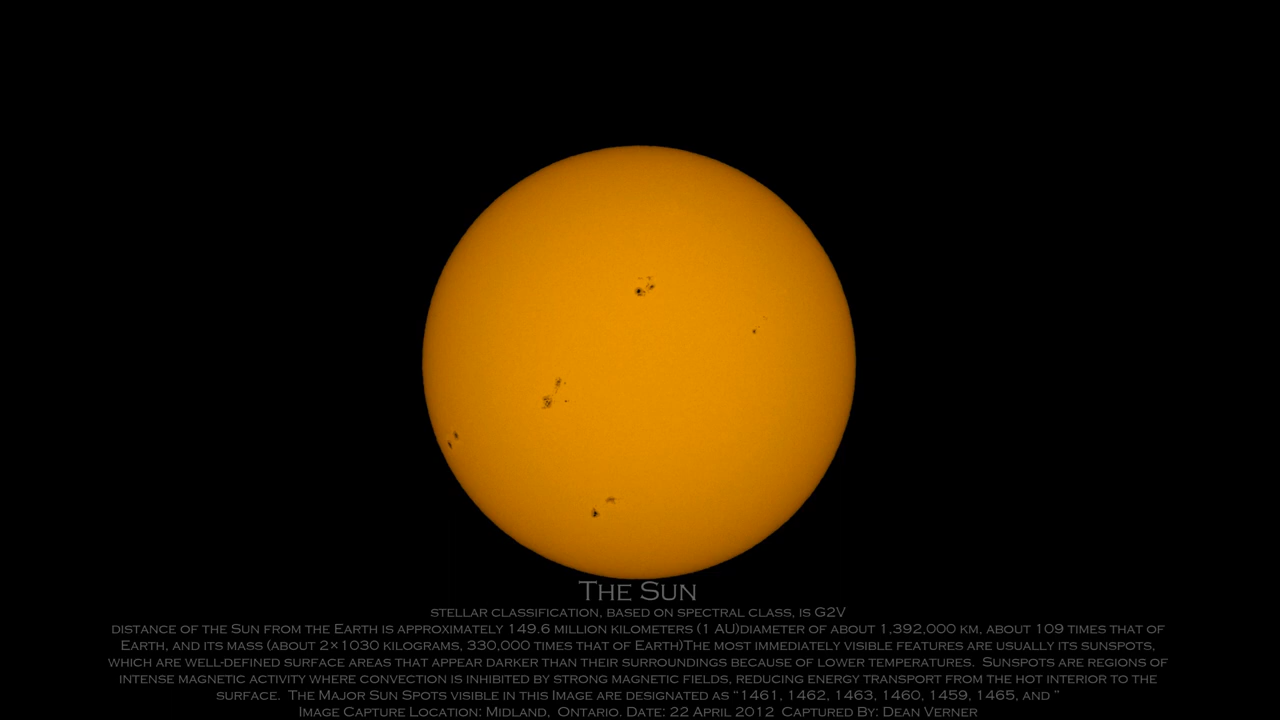 The Sun
stellar classification, based on spectral class, is G2V
distance of the Sun from the Earth is approximately 149.6 million kilometers (1 AU)diameter of about 1,392,000 km, about 109 times that of
Earth, and its mass (about 2×1030 kilograms, 330,000 times that of Earth)The most immediately visible features are usually its sunspots,
which are well-defined surface areas that appear darker than their surroundings because of lower temperatures.  Sunspots are regions of
intense magnetic activity where convection is inhibited by strong magnetic fields, reducing energy transport from the hot interior to the
surface.  The Major Sun Spots visible in this Image are designated as “1461, 1462, 1463, 1460, 1459, 1465, and ”
Image Capture Location: Midland,  Ontario. Date: 22 April 2012  Captured By: Dean Verner